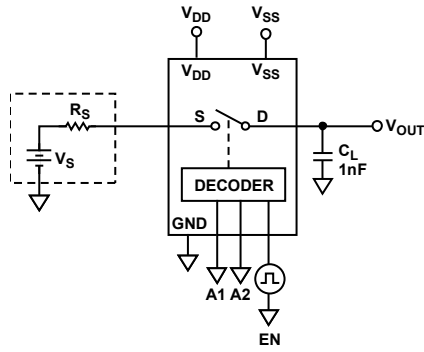 VDD VSS
VDD VSS
RS
S D
VOUT
VS
CL
1nF
DECODER
GND
A1 A2
EN